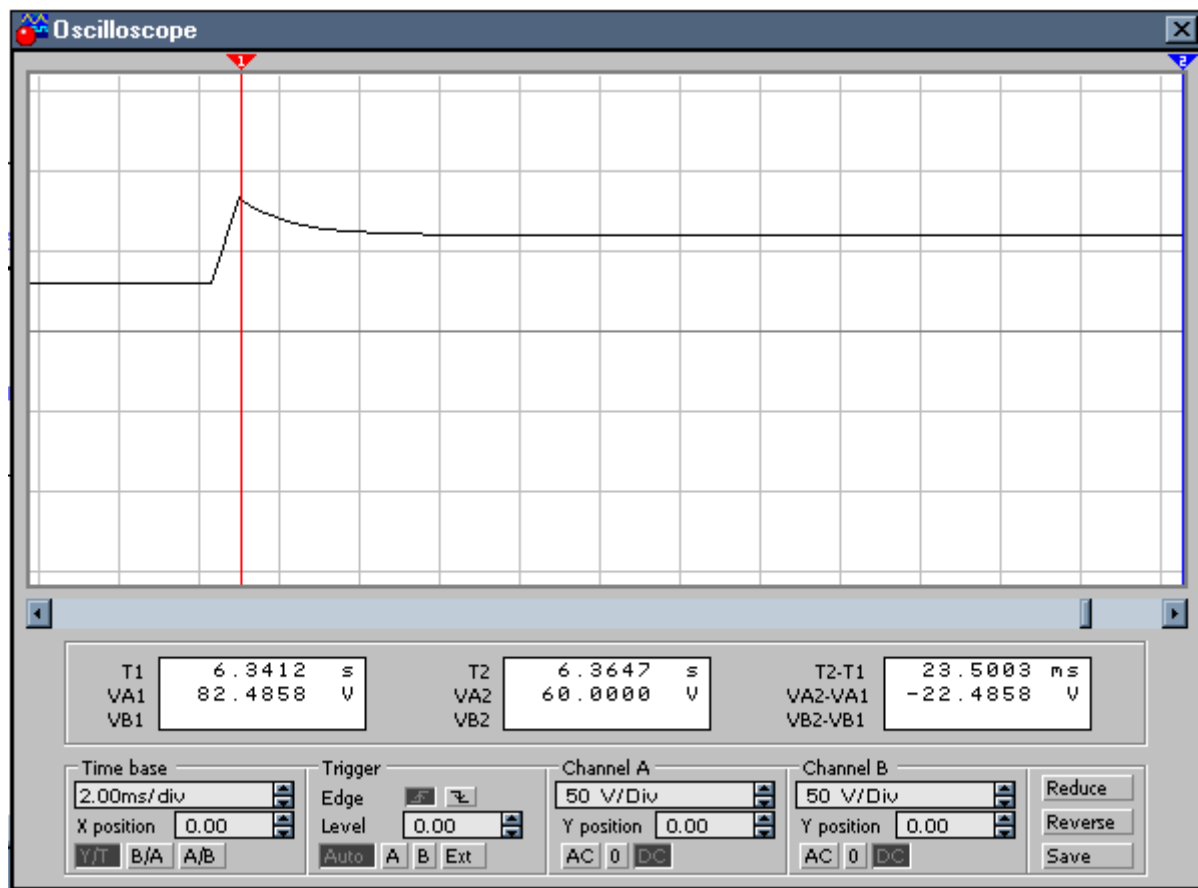 Oscilloscope
1
2
T1 6.3412 s
VA1 82.4858 V
VB1
T2 6.3647 s
VA2 60.0000 V
VB2
T2-T1 23.5003 ms
VA2-VA1 -22.4858 V
VB2-VB1
Time base
2.00ms/div
X position 0.00
Y/T B/A A/B
Trigger
Edge
Level 0.00
Auto A B Ext
Channel A
50 V/Div
Y position 0.00
AC 0 DC
Channel B
50 V/Div
Y position 0.00
AC 0 DC
Reduce
Reverse
Save